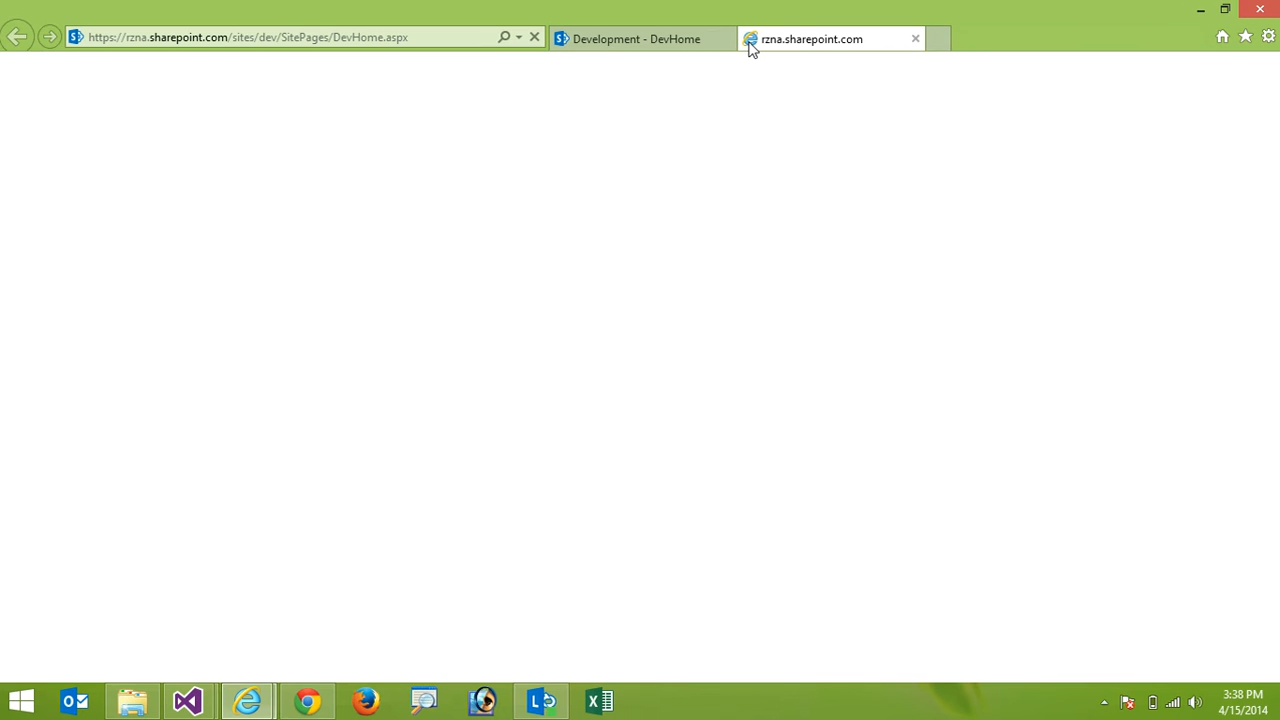 https://rzna.sharepoint.com/sites/dev/SitePages/DevHome.aspx
Development - DevHome
rzna.sharepoint.com
3:38 PM
4/15/2014